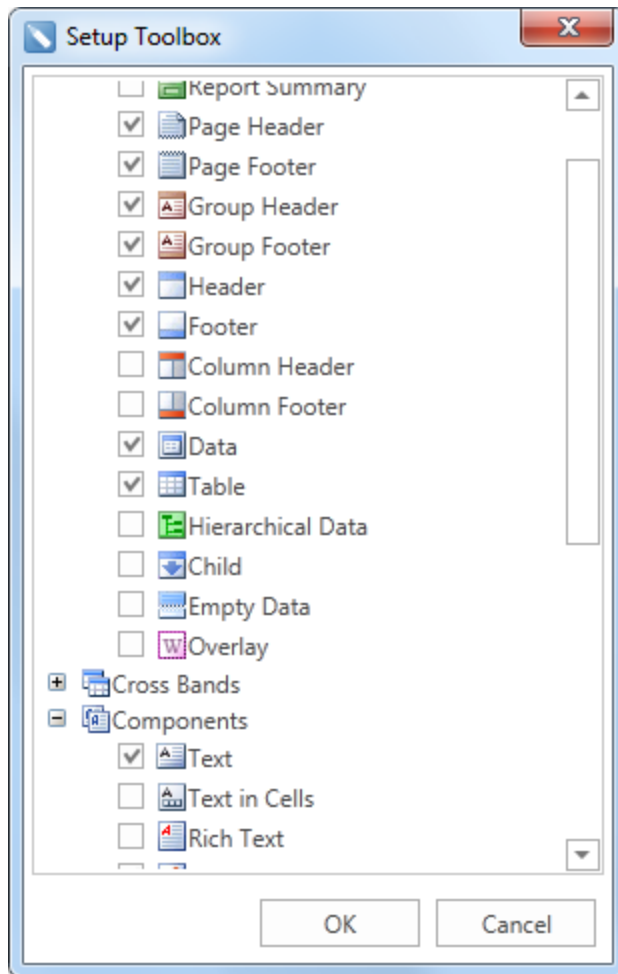 Setup Toolbox
Report Summary
Page Header
Page Footer
Group Header
Group Footer
Header
Footer
Column Header
Column Footer
Data
Table
Hierarchical Data
Child
Empty Data
Overlay
Cross Bands
Components
Text
Text in Cells
Rich Text
OK Cancel